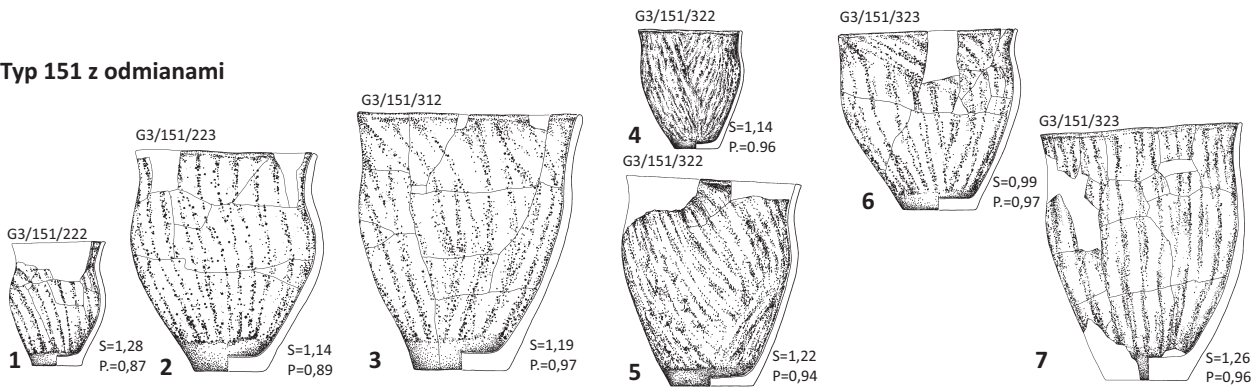 Typ 151 z odmianami
G3/151/222
1
S=1,28
P.=0,87
G3/151/223
2
S=1,14
P=0,89
G3/151/312
3
S=1,19
P.=0,97
G3/151/322
4
S=1,14
P.=0.96
G3/151/322
5
S=1,22
P.=0,94
G3/151/323
6
S=0,99
P.=0,97
G3/151/323
7
S=1,26
P.=0,96